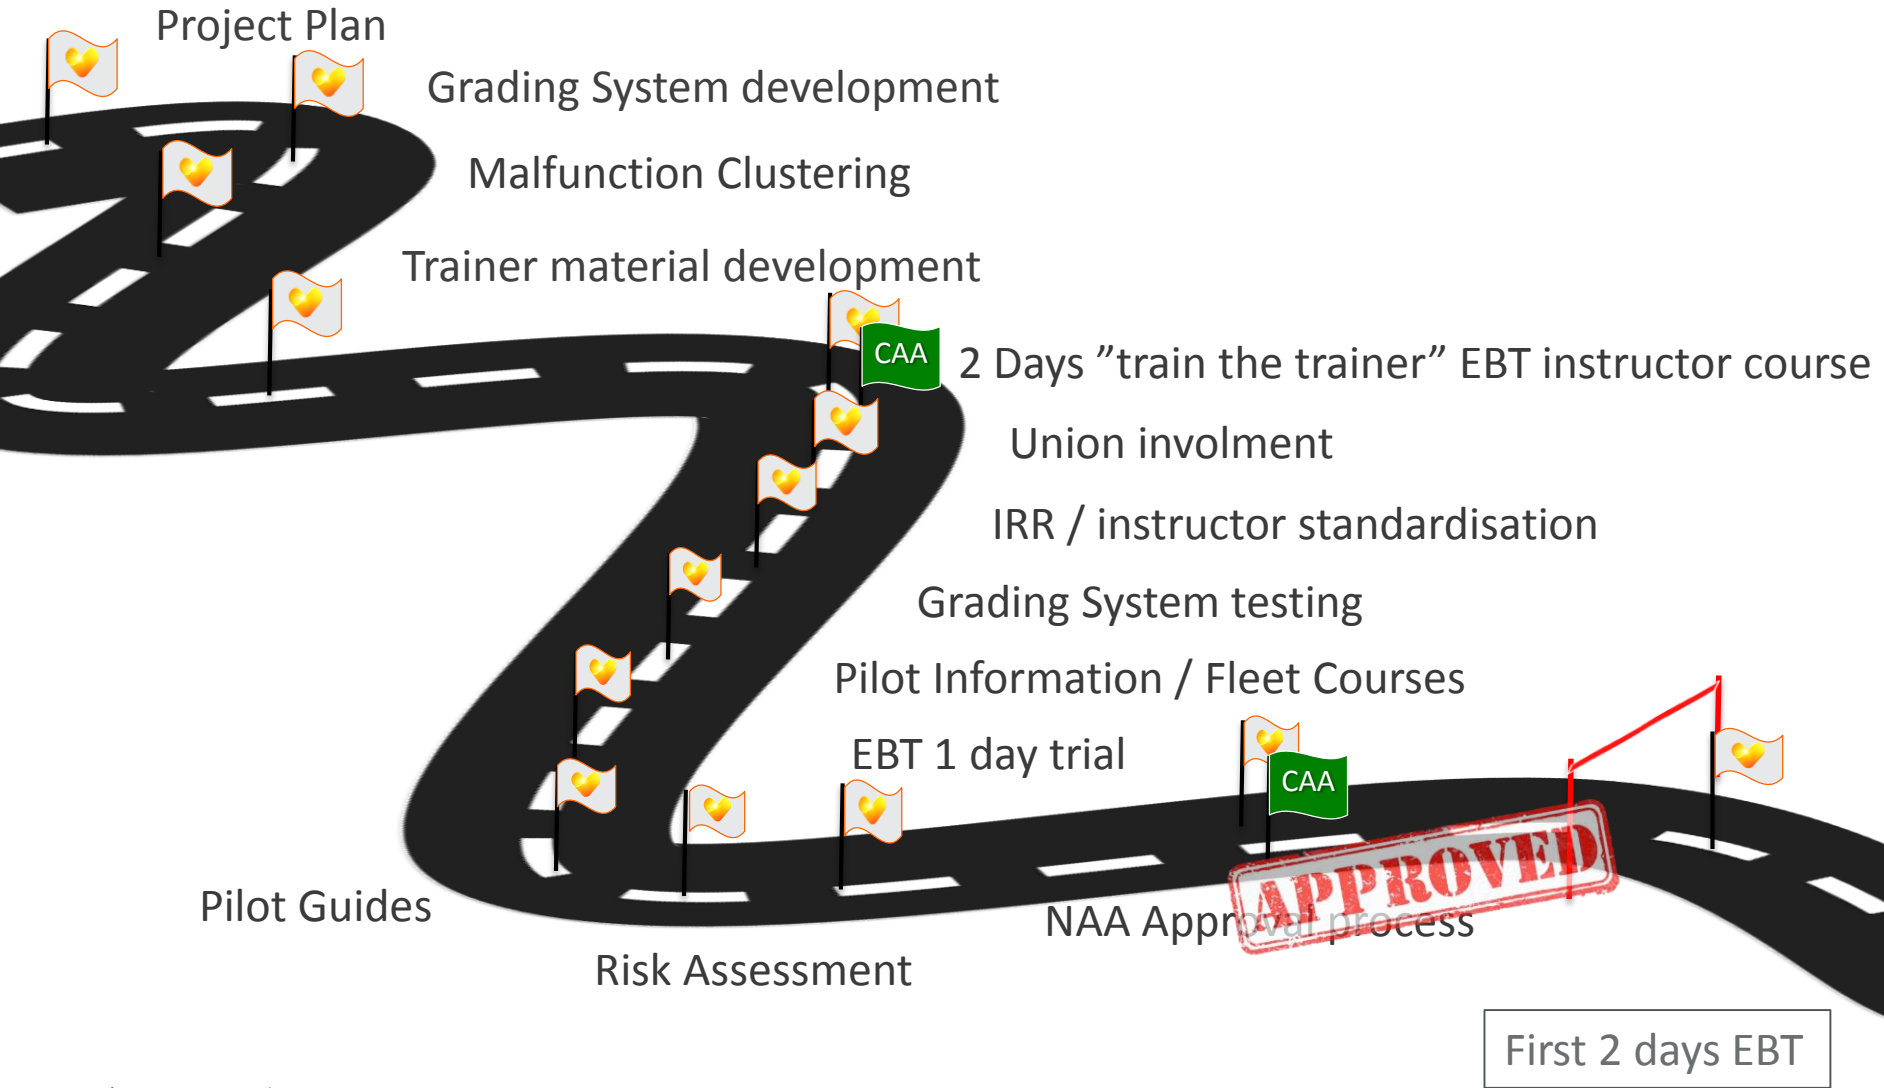 Project Plan
Grading System development
Malfunction Clustering
Trainer material development
CAA
2 Days ”train the trainer” EBT instructor course
Union involment
IRR / instructor standardisation
Grading System testing
Pilot Information / Fleet Courses
EBT 1 day trial
CAA
APPROVED
Pilot Guides
NAA Approval process
Risk Assessment
First 2 days EBT